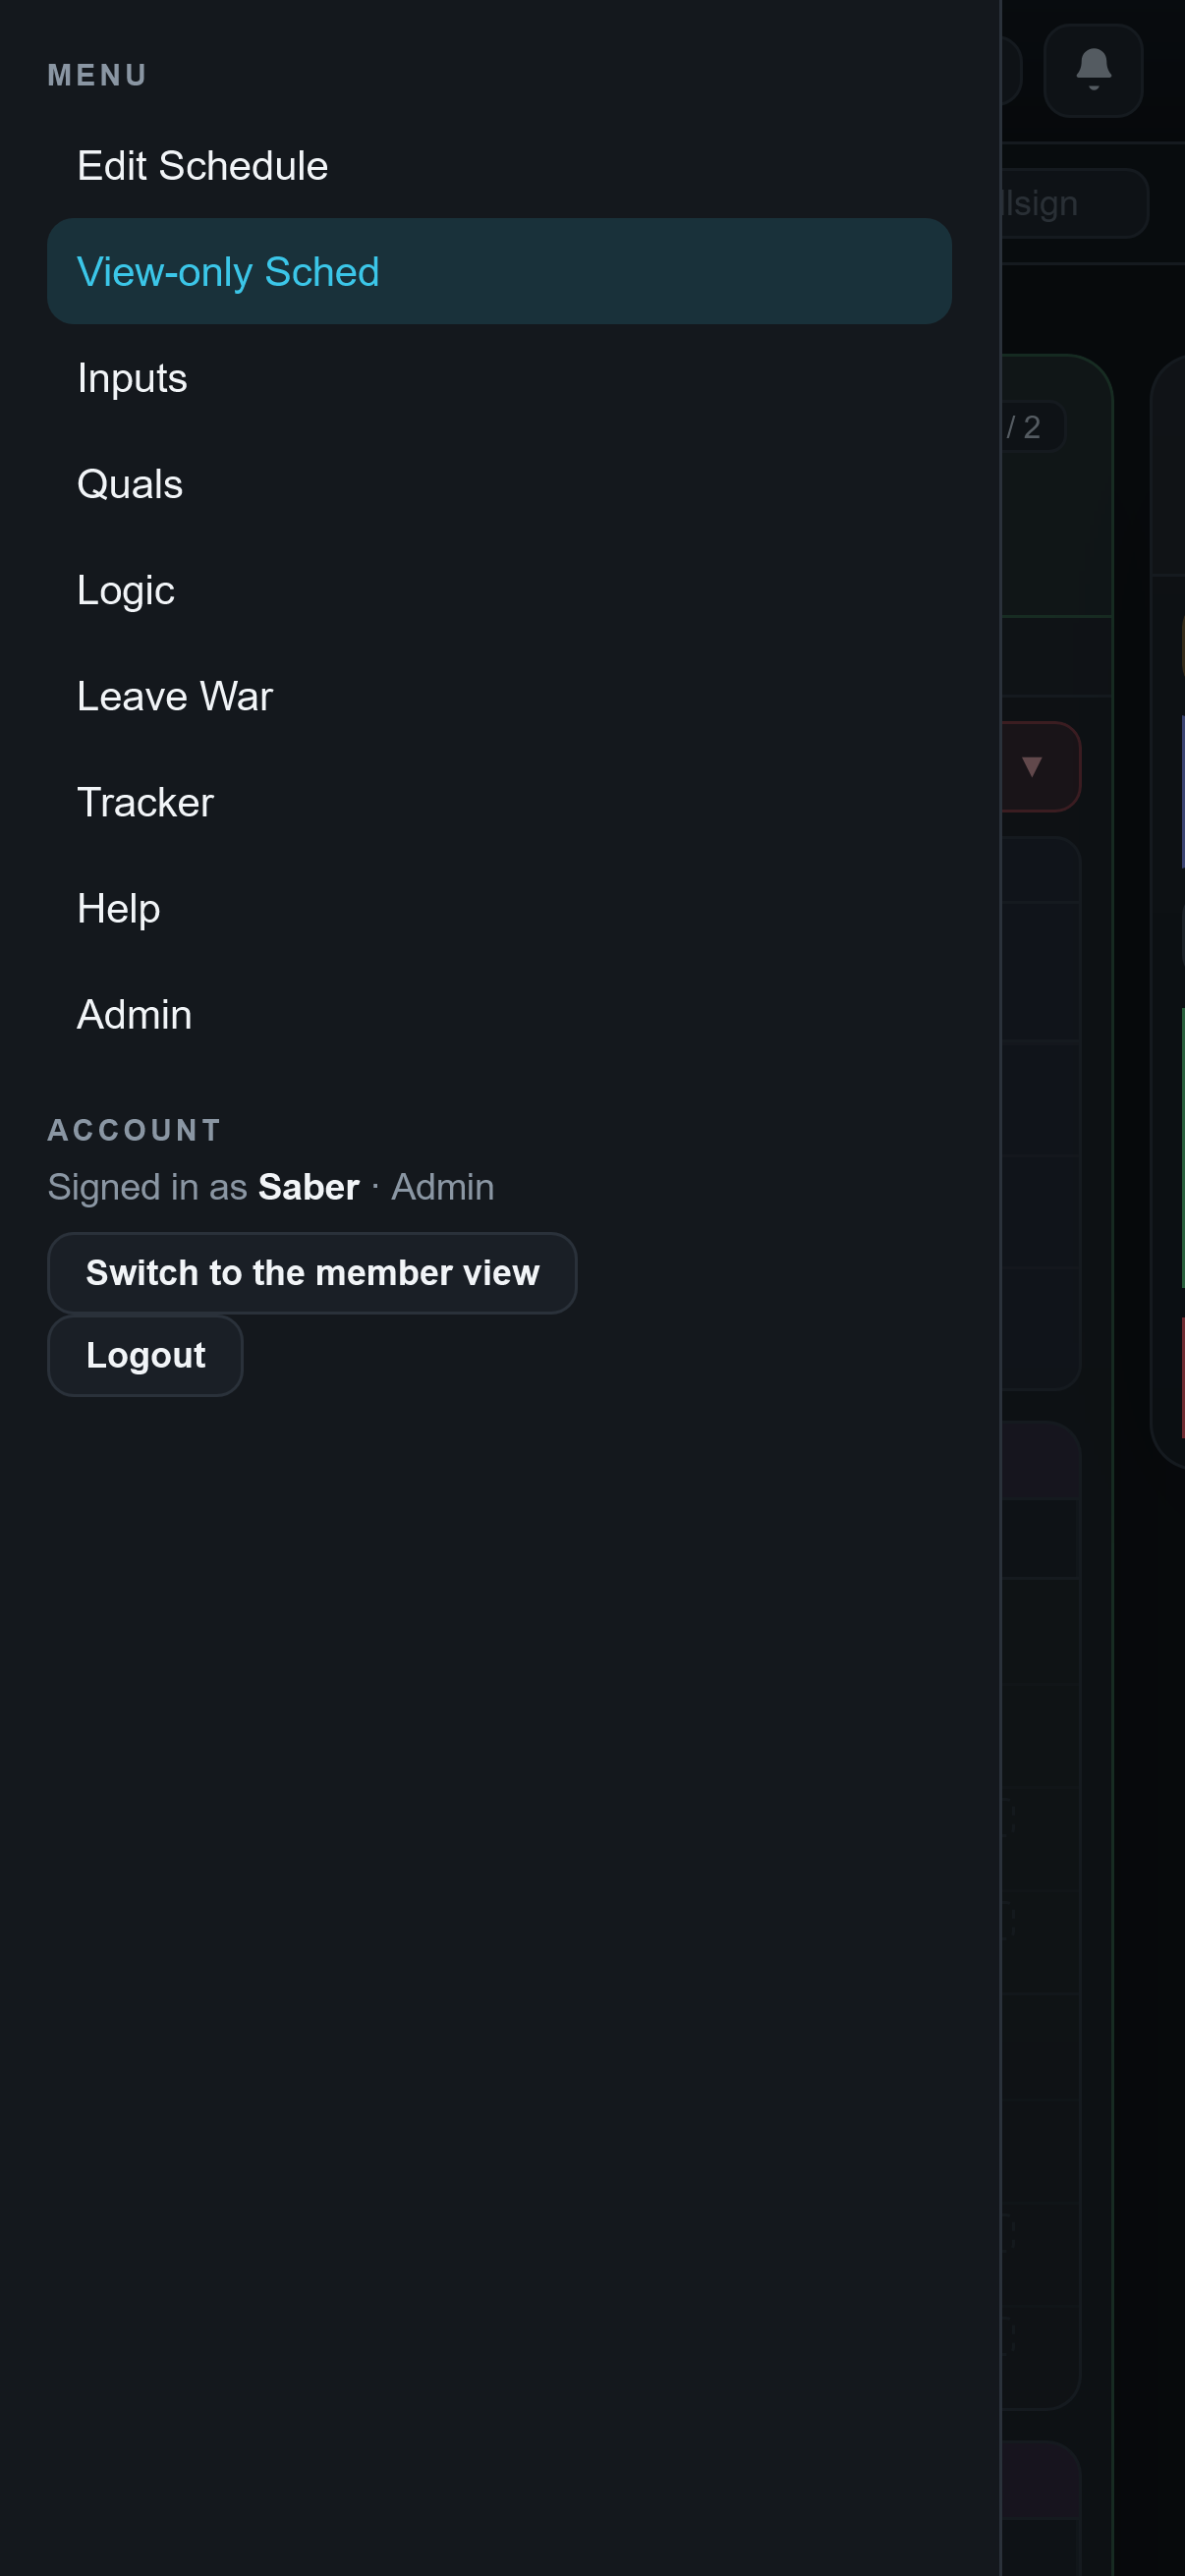 MENU
Edit Schedule
View-only Sched
Inputs
Quals
Logic
Leave War
Tracker
Help
Admin
ACCOUNT
Signed in as Saber · Admin
Switch to the member view
Logout
/ 2
▼